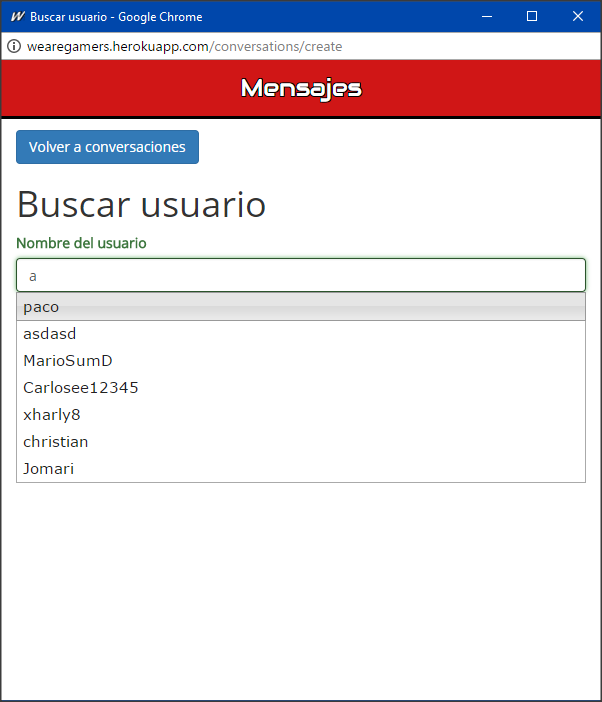 W Buscar usuario - Google Chrome
wearegamers.herokuapp.com/conversations/create
Mensajes
Volver a conversaciones
Buscar usuario
Nombre del usuario
a
paco
asdasd
MarioSumD
Carlosee12345
xharly8
christian
Jomari